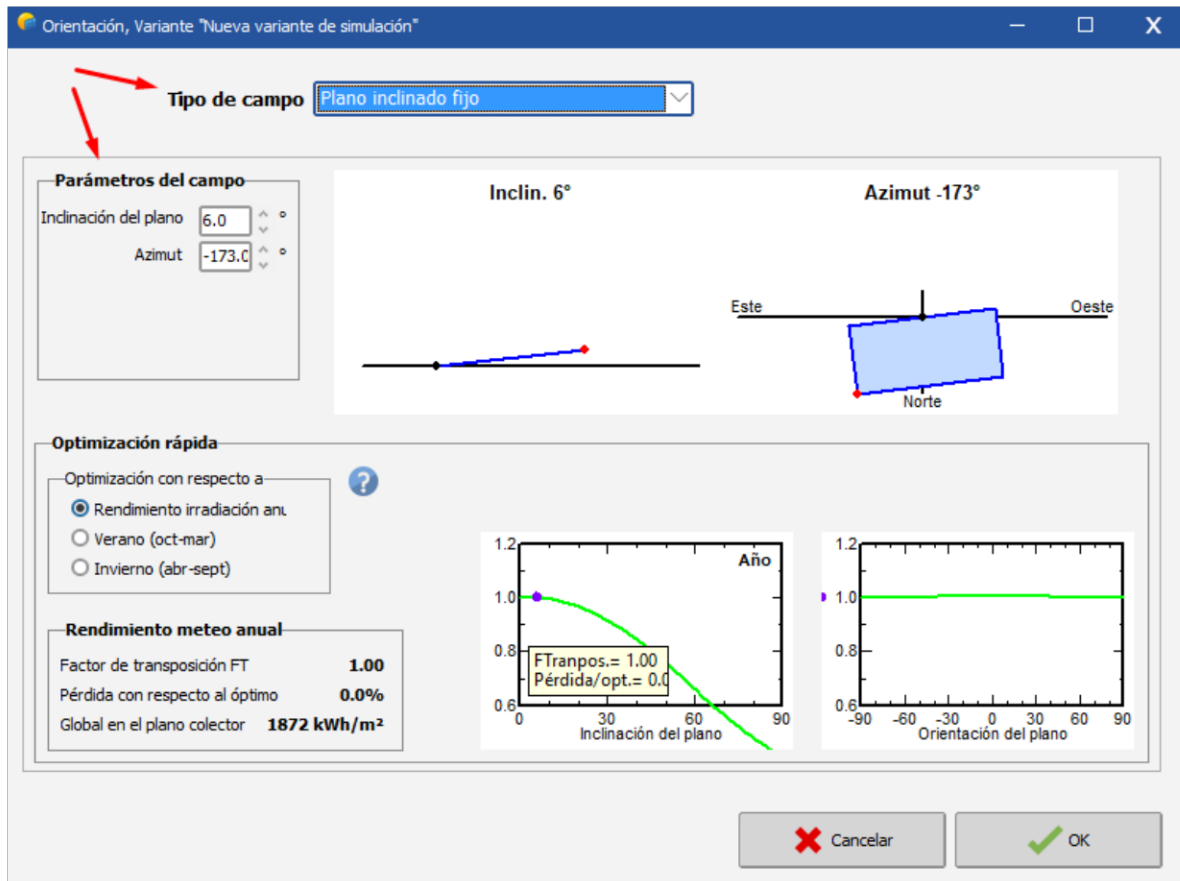 Orientación, Variante "Nueva variante de simulación"
Tipo de campo Plano inclinado fijo
Parámetros del campo
Inclinación del plano 6.0 °
Azimut -173.0 °
Inclin. 6°
Azimut -173°
Este Oeste
Norte
Optimización rápida
Optimización con respecto a
Rendimiento irradiación anu
Verano (oct-mar)
Invierno (abr-sept)
?
Rendimiento meteo anual
Factor de transposición FT 1.00
Pérdida con respecto al óptimo 0.0%
Global en el plano colector 1872 kWh/m²
1.2
Año
1.0
0.8
FTranpos.= 1.00
Pérdida/opt.= 0.0
0.6
0 30 60 90
Inclinación del plano
1.2
1.0
0.8
0.6
-90 -60 -30 0 30 60 90
Orientación del plano
Cancelar
OK